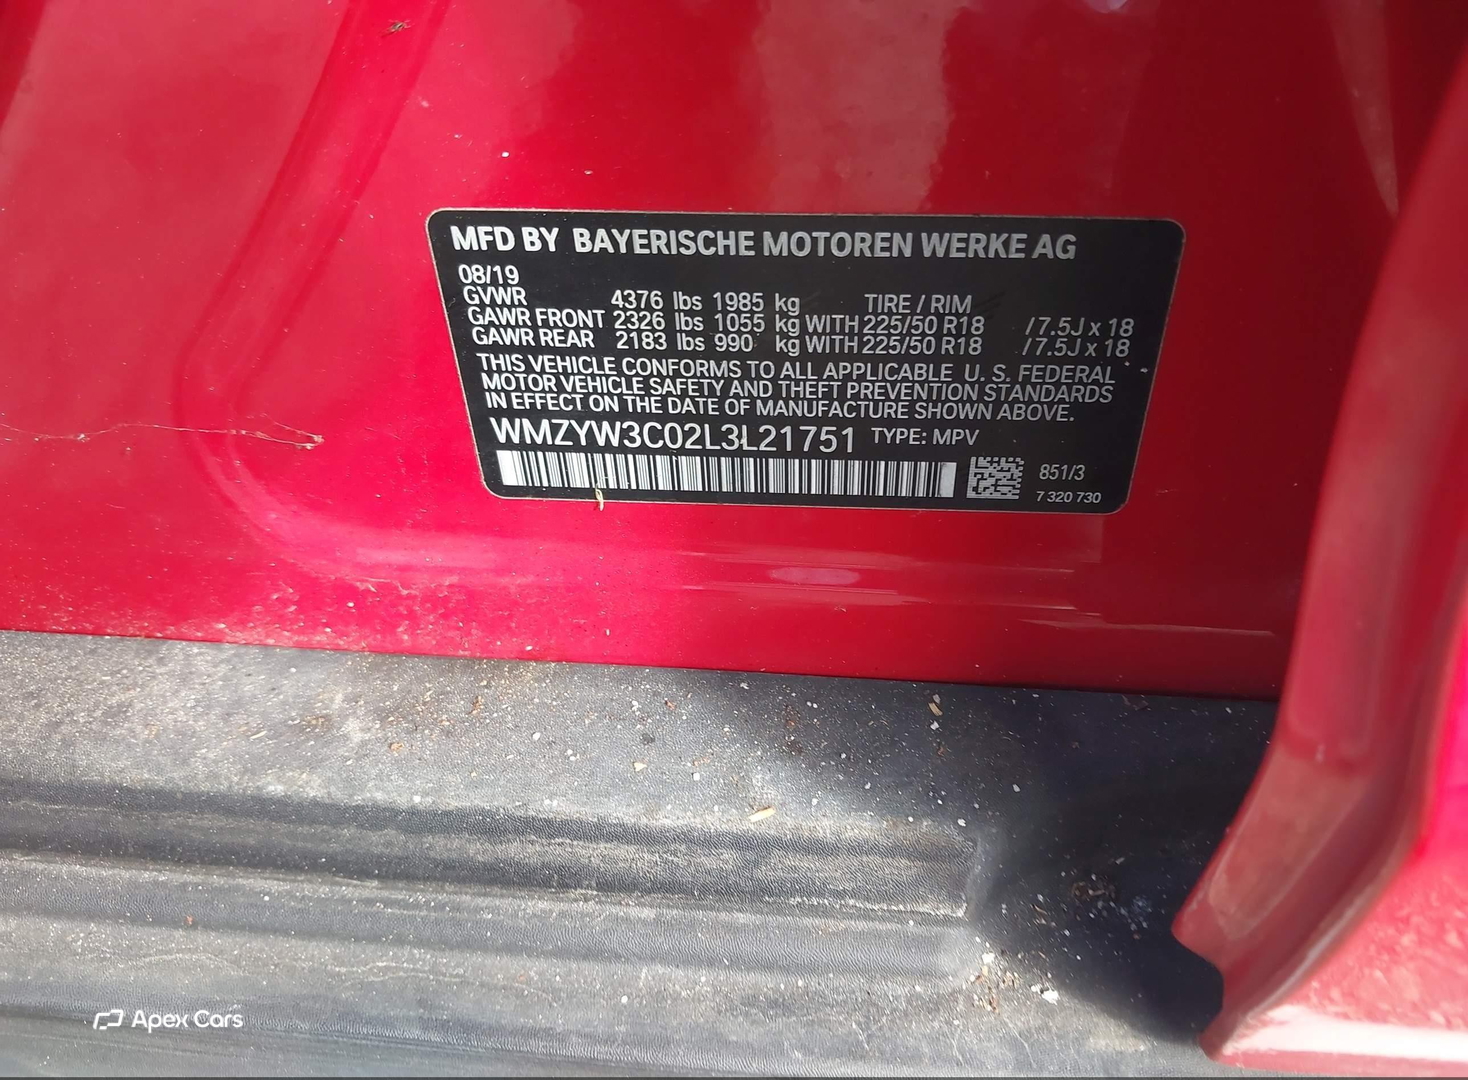 MFD BY BAYERISCHE MOTOREN WERKE AG
08/19
GVWR 4376 lbs 1985 kg TIRE / RIM
GAWR FRONT 2326 lbs 1055 kg WITH 225/50 R18 /7.5J x 18
GAWR REAR 2183 lbs 990 kg WITH 225/50 R18 /7.5J x 18
THIS VEHICLE CONFORMS TO ALL APPLICABLE U. S. FEDERAL
MOTOR VEHICLE SAFETY AND THEFT PREVENTION STANDARDS
IN EFFECT ON THE DATE OF MANUFACTURE SHOWN ABOVE.
WMZYW3C02L3L21751 TYPE: MPV
851/3
7 320 730
Apex Cars